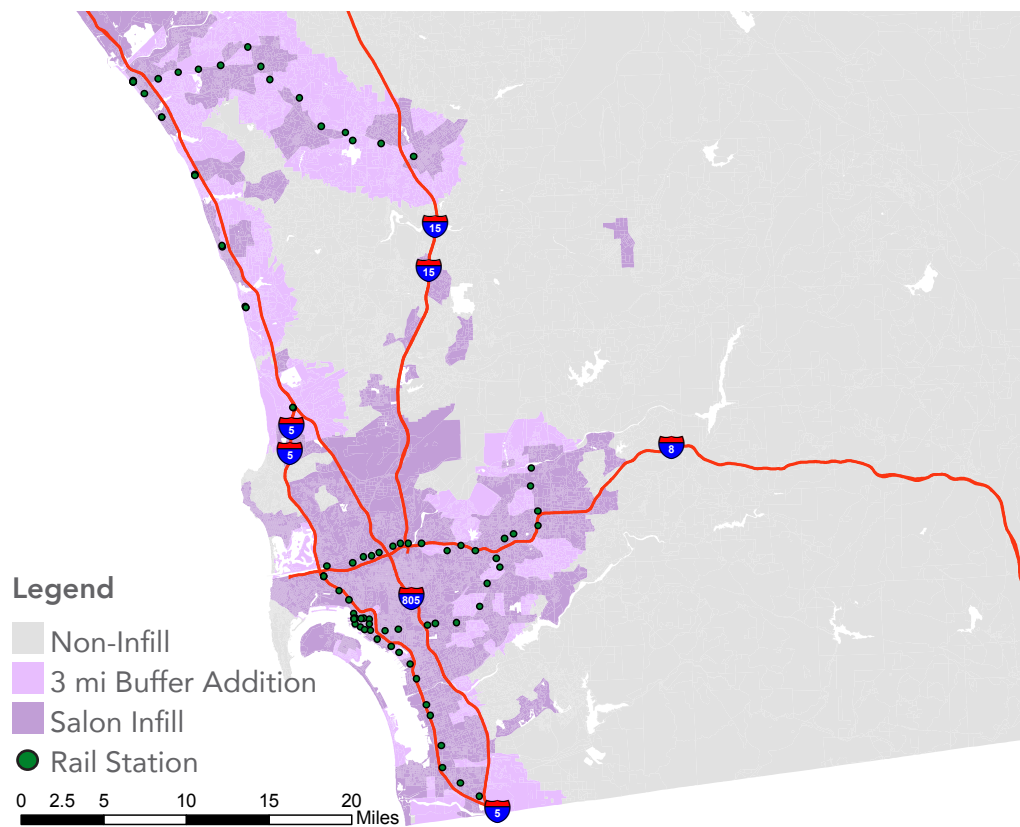 15
15
5
5
8
805
Legend
Non-Infill
3 mi Buffer Addition
Salon Infill
Rail Station
0 2.5 5 10 15 20
Miles
5